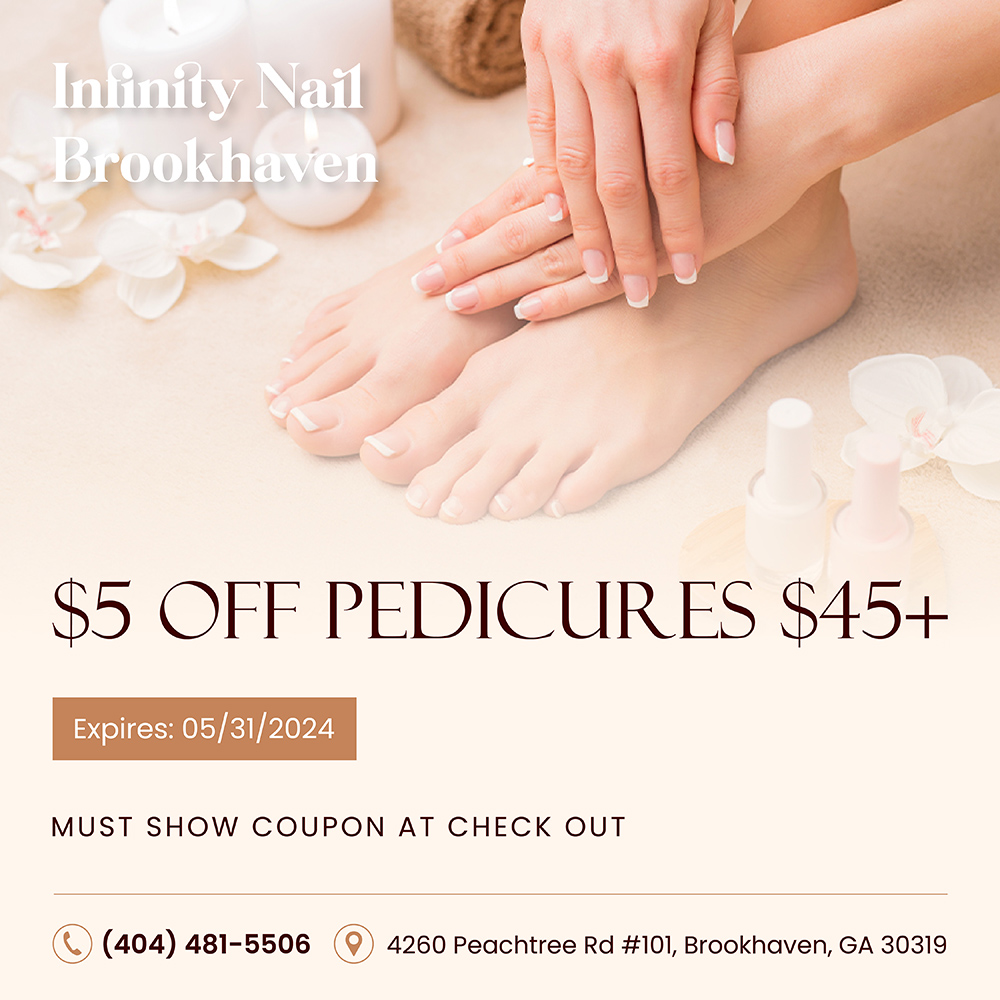 Infinity Nail
Brookhaven
$5 OFF PEDICURES $45+
Expires: 05/31/2024
MUST SHOW COUPON AT CHECK OUT
(404) 481-5506 4260 Peachtree Rd #101, Brookhaven, GA 30319